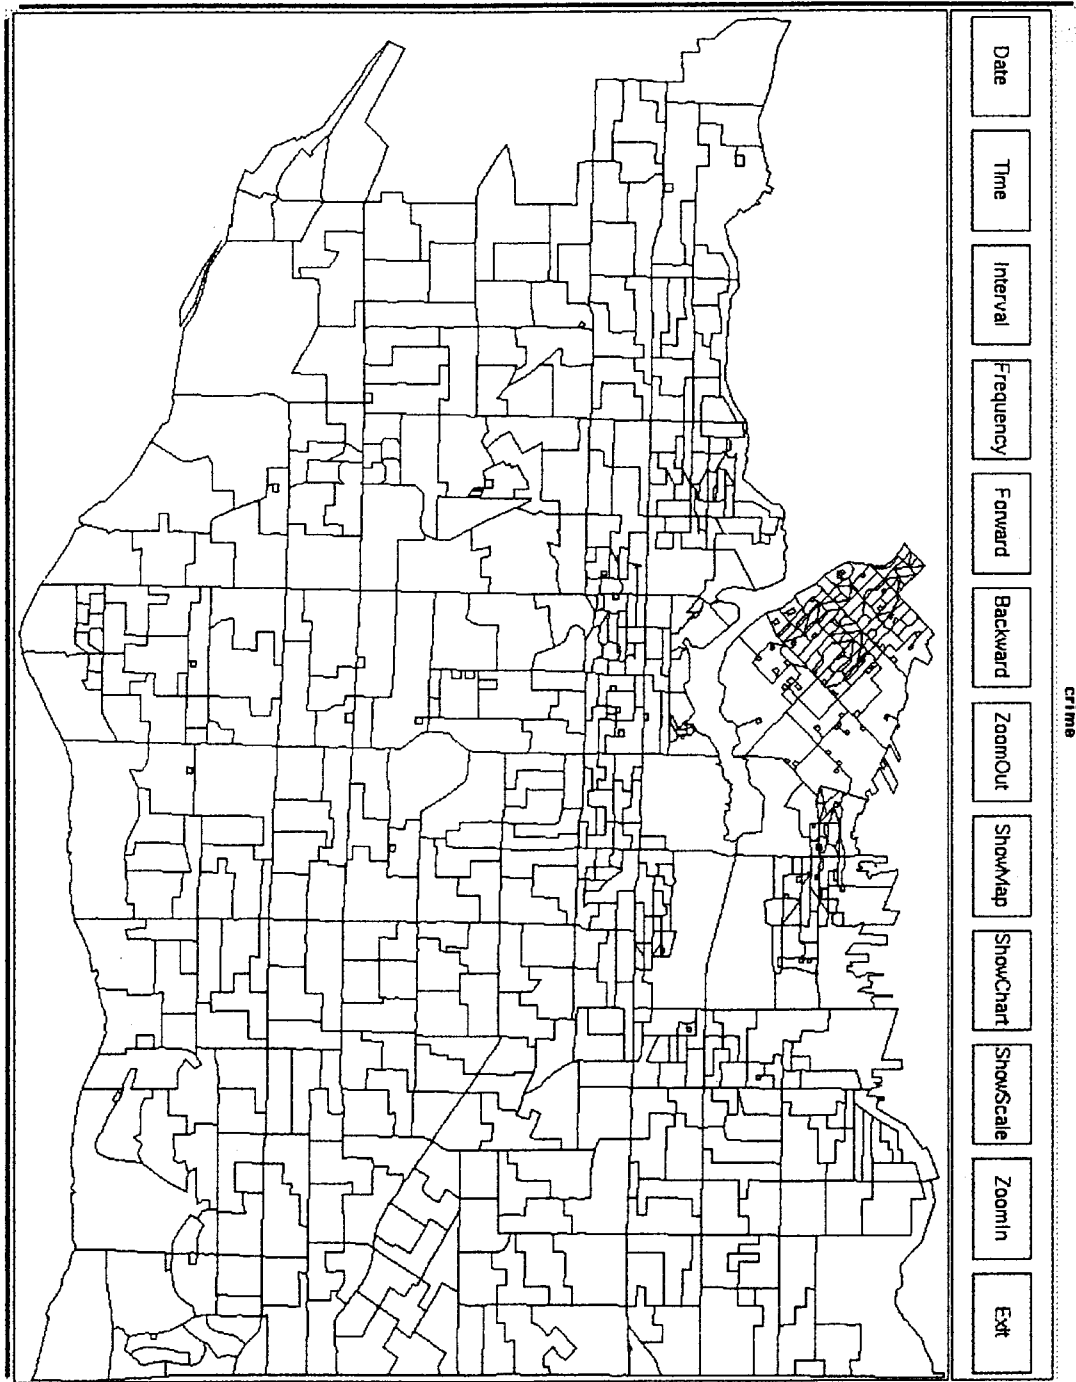 crime
Date
Time
Interval
Frequency
Forward
Backward
ZoomOut
ShowMap
ShowChart
ShowScale
ZoomIn
Exit